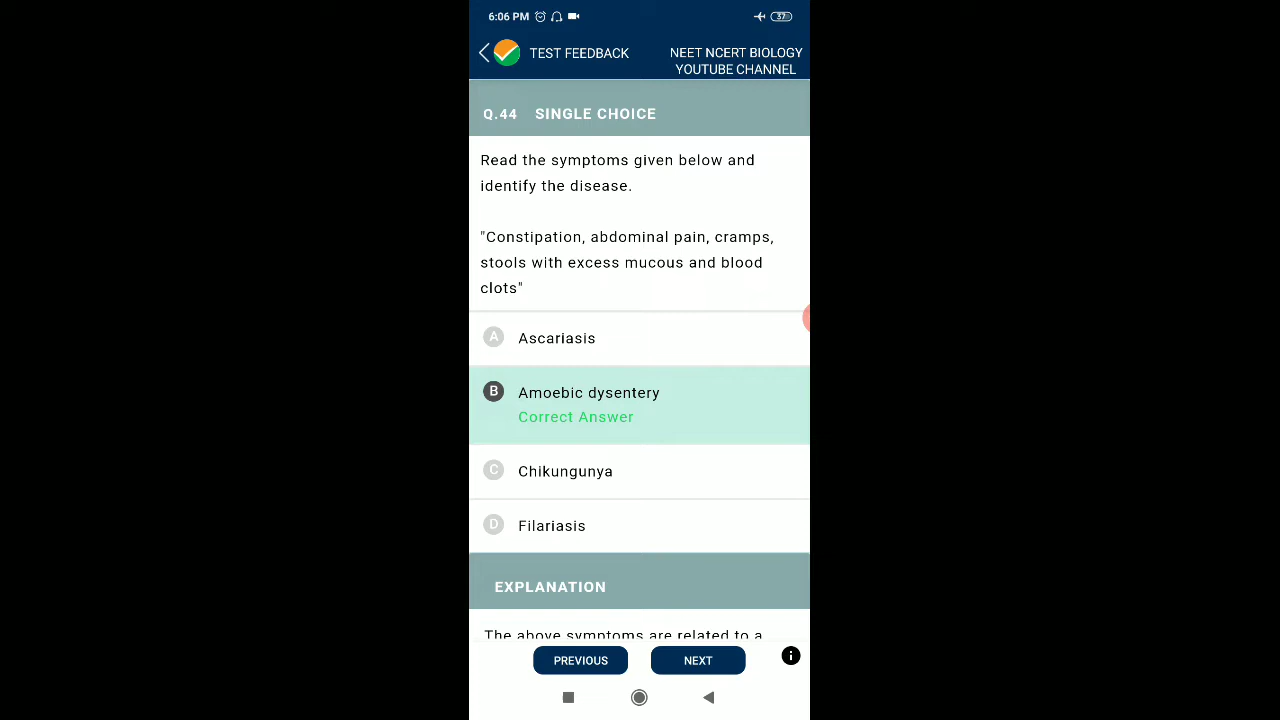 6:06 PM 37
TEST FEEDBACK
NEET NCERT BIOLOGY
YOUTUBE CHANNEL
Q.44 SINGLE CHOICE
Read the symptoms given below and
identify the disease.
"Constipation, abdominal pain, cramps,
stools with excess mucous and blood
clots"
A Ascariasis
B Amoebic dysentery
Correct Answer
C Chikungunya
D Filariasis
EXPLANATION
The above symptoms are related to a
PREVIOUS NEXT